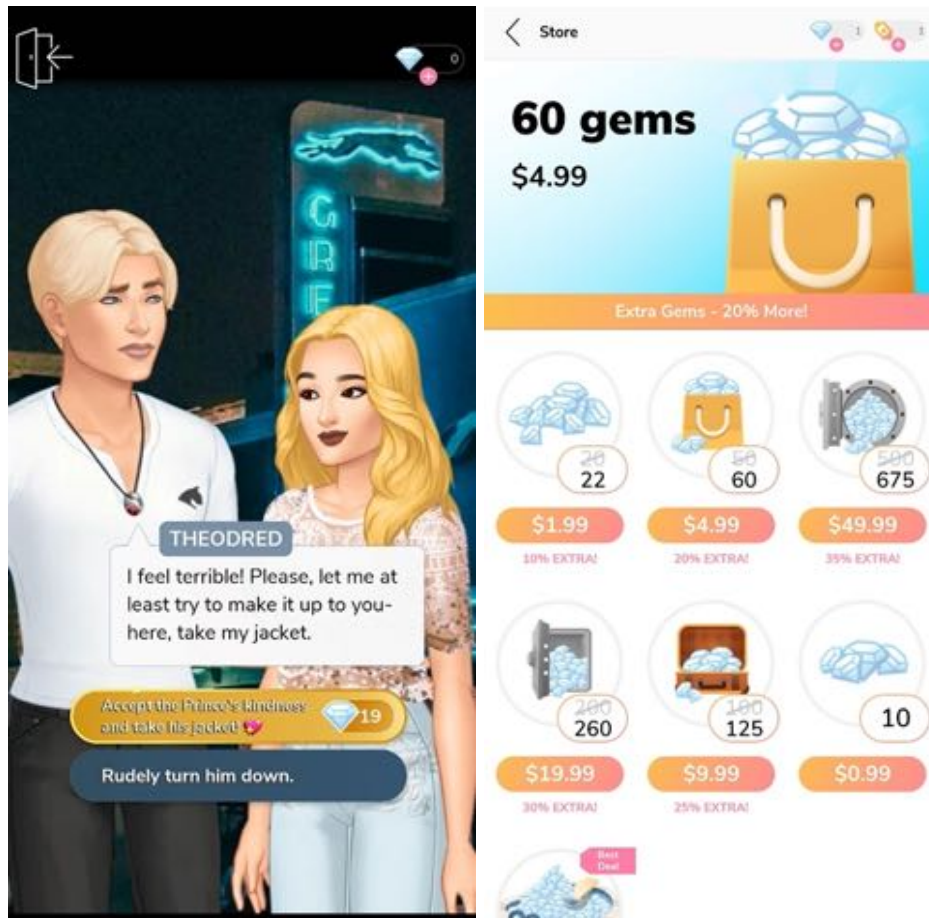 0
GRE
THEODRED
I feel terrible! Please, let me at
least try to make it up to you-
here, take my jacket.
Accept the Prince's kindness
and take his jacket!
19
Rudely turn him down.
Store
1
1
60 gems
$4.99
Extra Gems - 20% More!
20
22
50
60
500
675
$1.99
$4.99
$49.99
10% EXTRA!
20% EXTRA!
35% EXTRA!
200
260
100
125
10
$19.99
$9.99
$0.99
30% EXTRA!
25% EXTRA!
Best
Deal